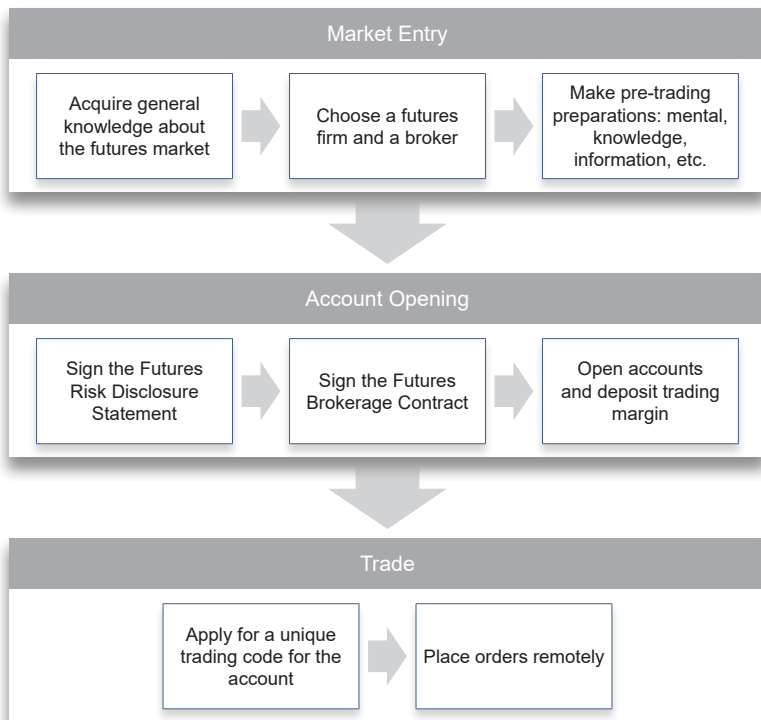 Market Entry
Acquire general
knowledge about
the futures market
Choose a futures
firm and a broker
Make pre-trading
preparations: mental,
knowledge,
information, etc.
Account Opening
Sign the Futures
Risk Disclosure
Statement
Sign the Futures
Brokerage Contract
Open accounts
and deposit trading
margin
Trade
Apply for a unique
trading code for the
account
Place orders remotely